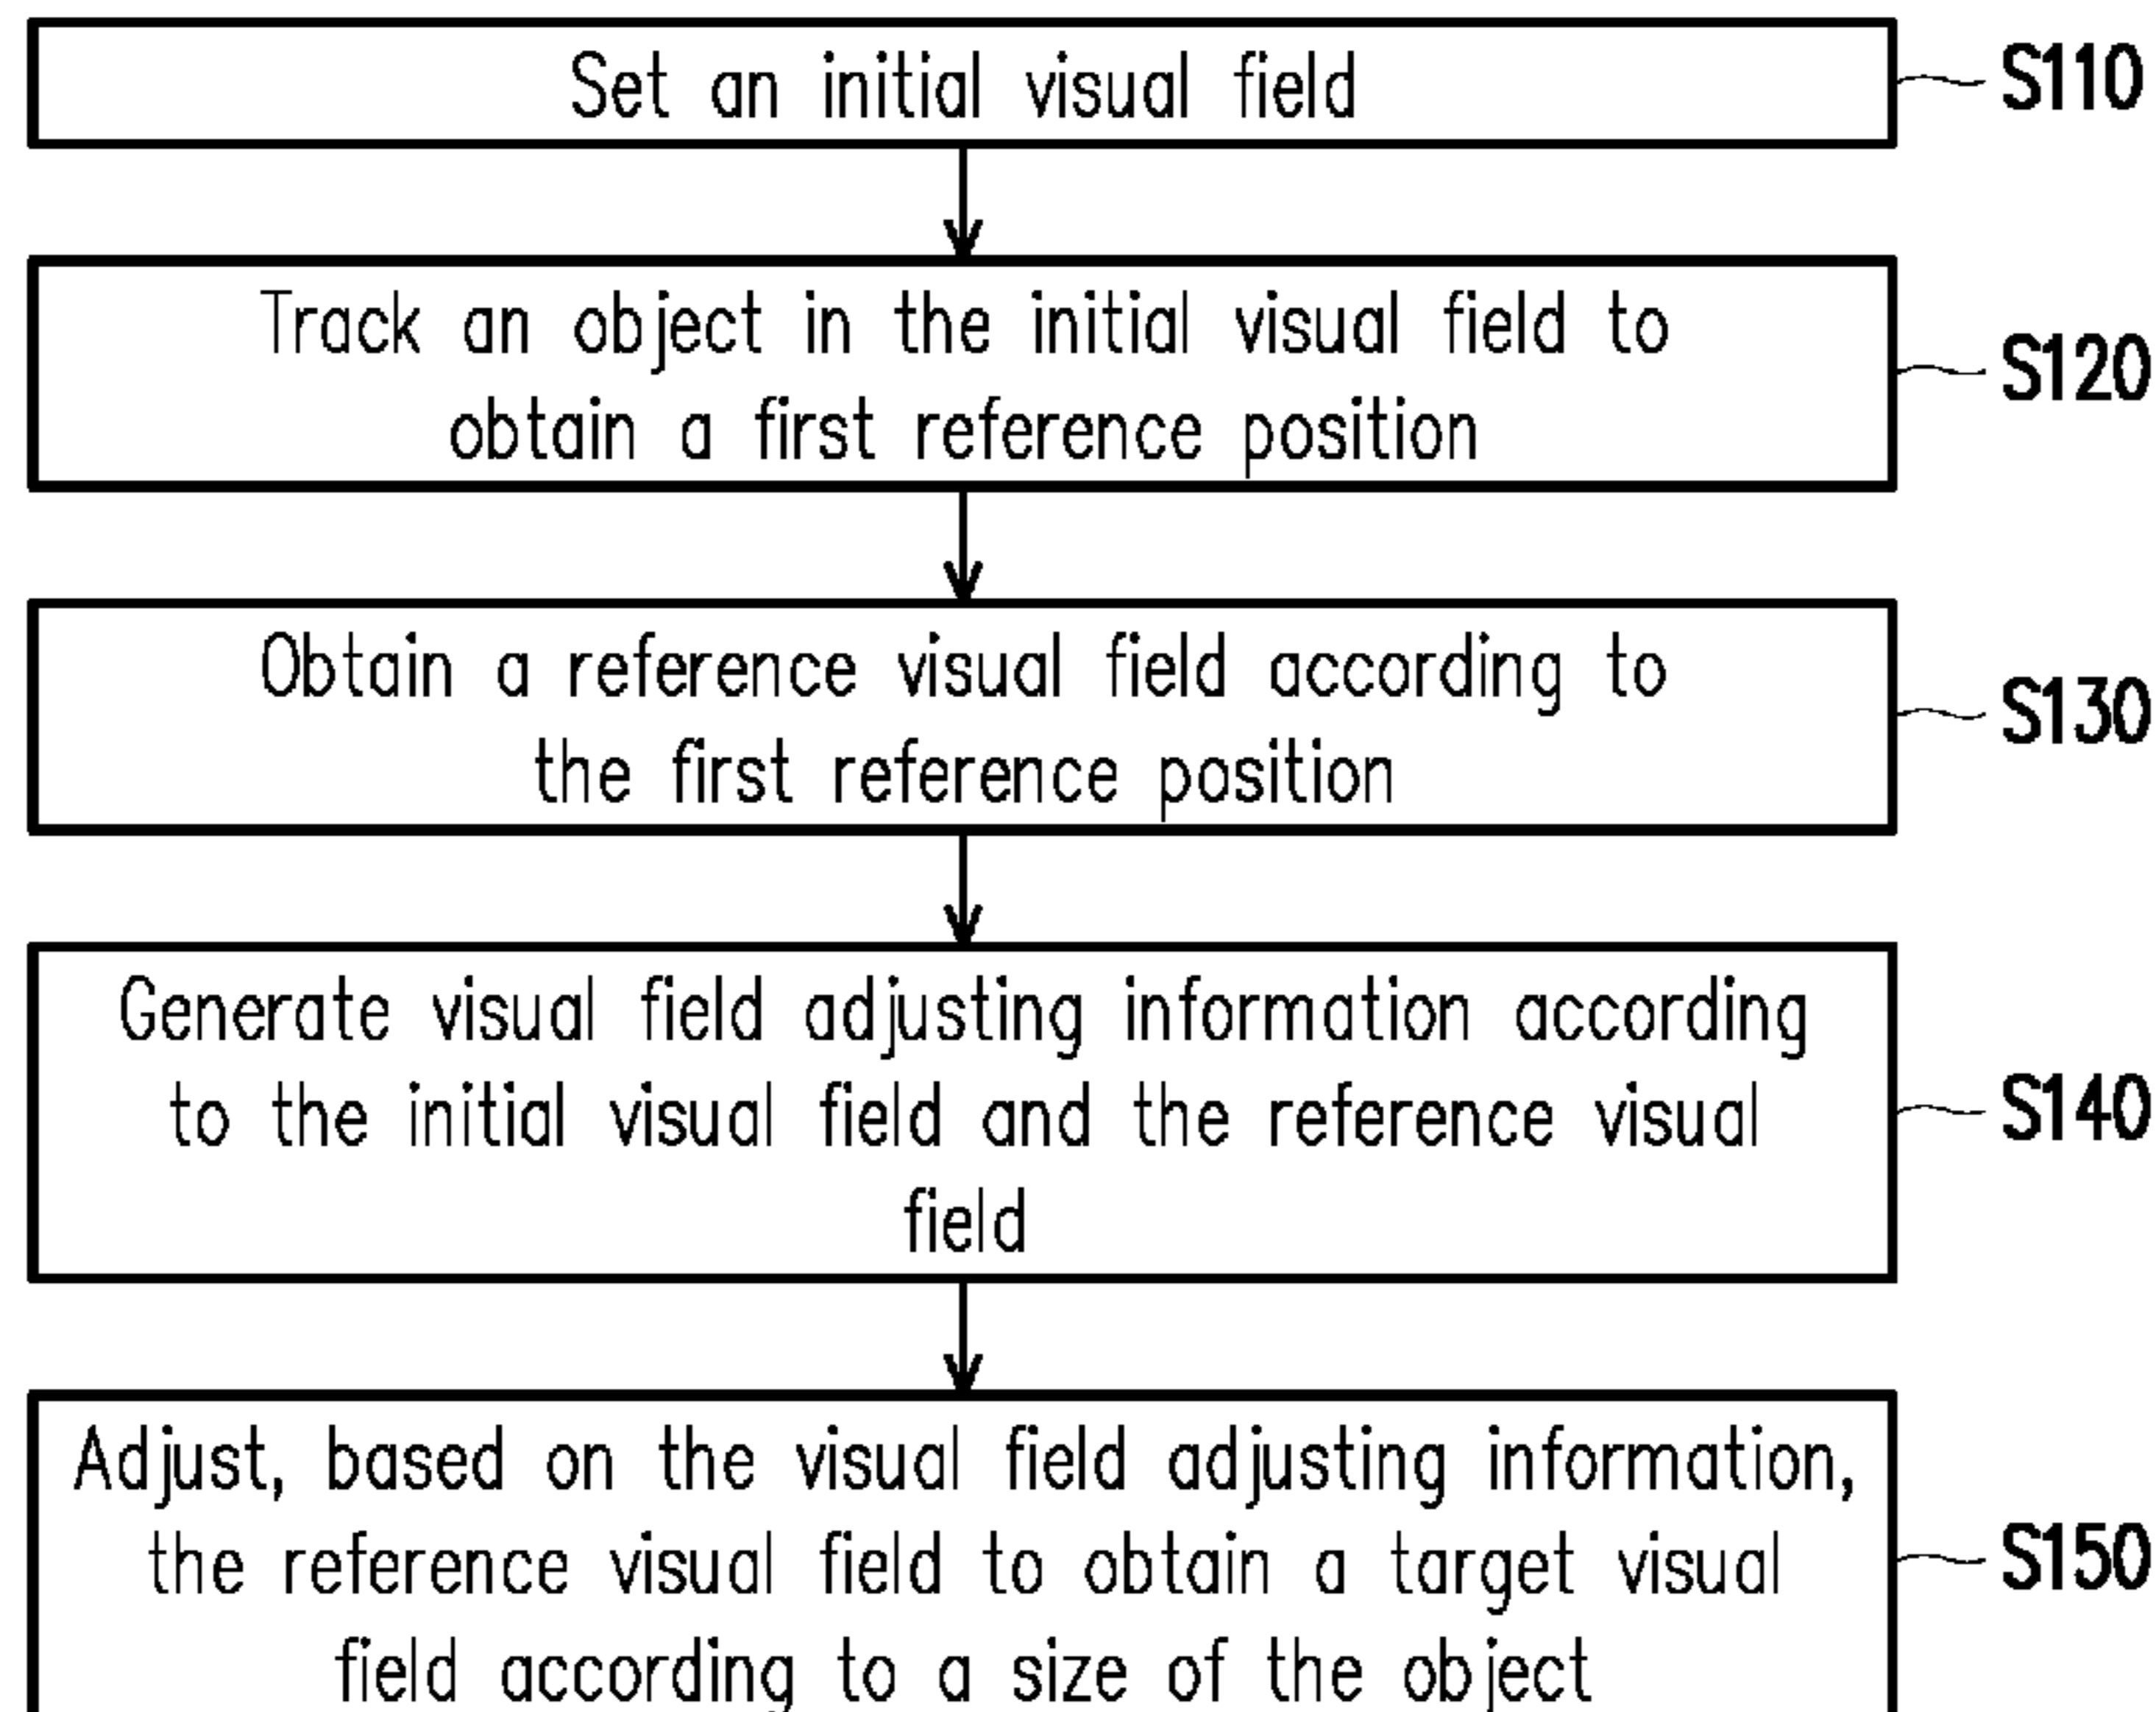 Set an initial visual field
S110
Track an object in the initial visual field to
obtain a first reference position
S120
Obtain a reference visual field according to
the first reference position
S130
Generate visual field adjusting information according
to the initial visual field and the reference visual
field
S140
Adjust, based on the visual field adjusting information,
the reference visual field to obtain a target visual
field according to a size of the object
S150